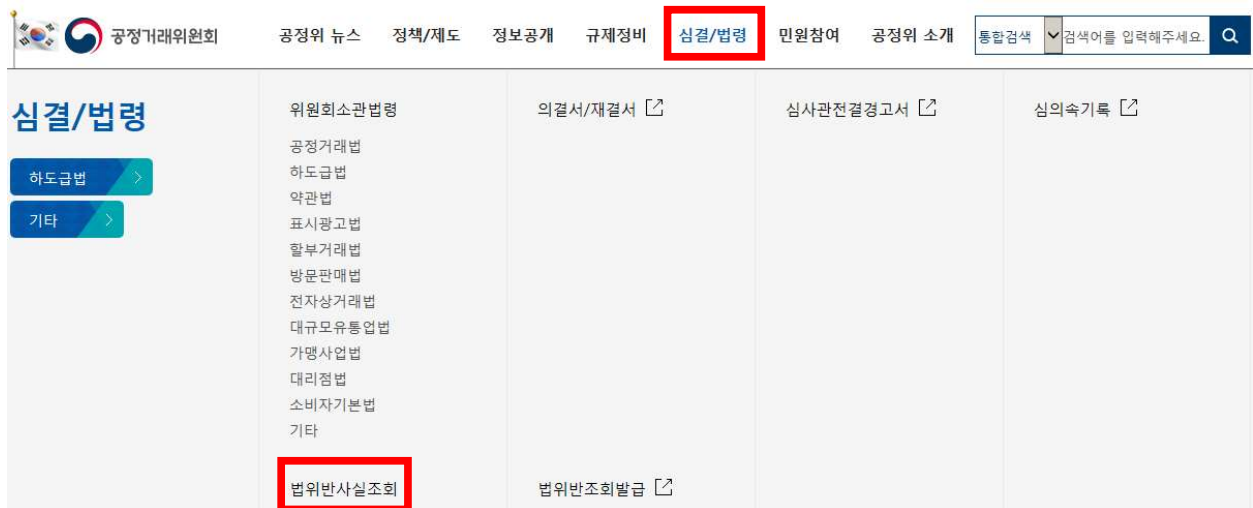 공정거래위원회
공정위 뉴스 정책/제도 정보공개 규제정비 심결/법령 민원참여 공정위 소개 통합검색 검색어를 입력해주세요.
심결/법령
하도급법
기타
위원회소관법령
공정거래법
하도급법
약관법
표시광고법
할부거래법
방문판매법
전자상거래법
대규모유통업법
가맹사업법
대리점법
소비자기본법
기타
의결서/재결서
심사관전결경고서
심의속기록
법위반사실조회
법위반조회발급